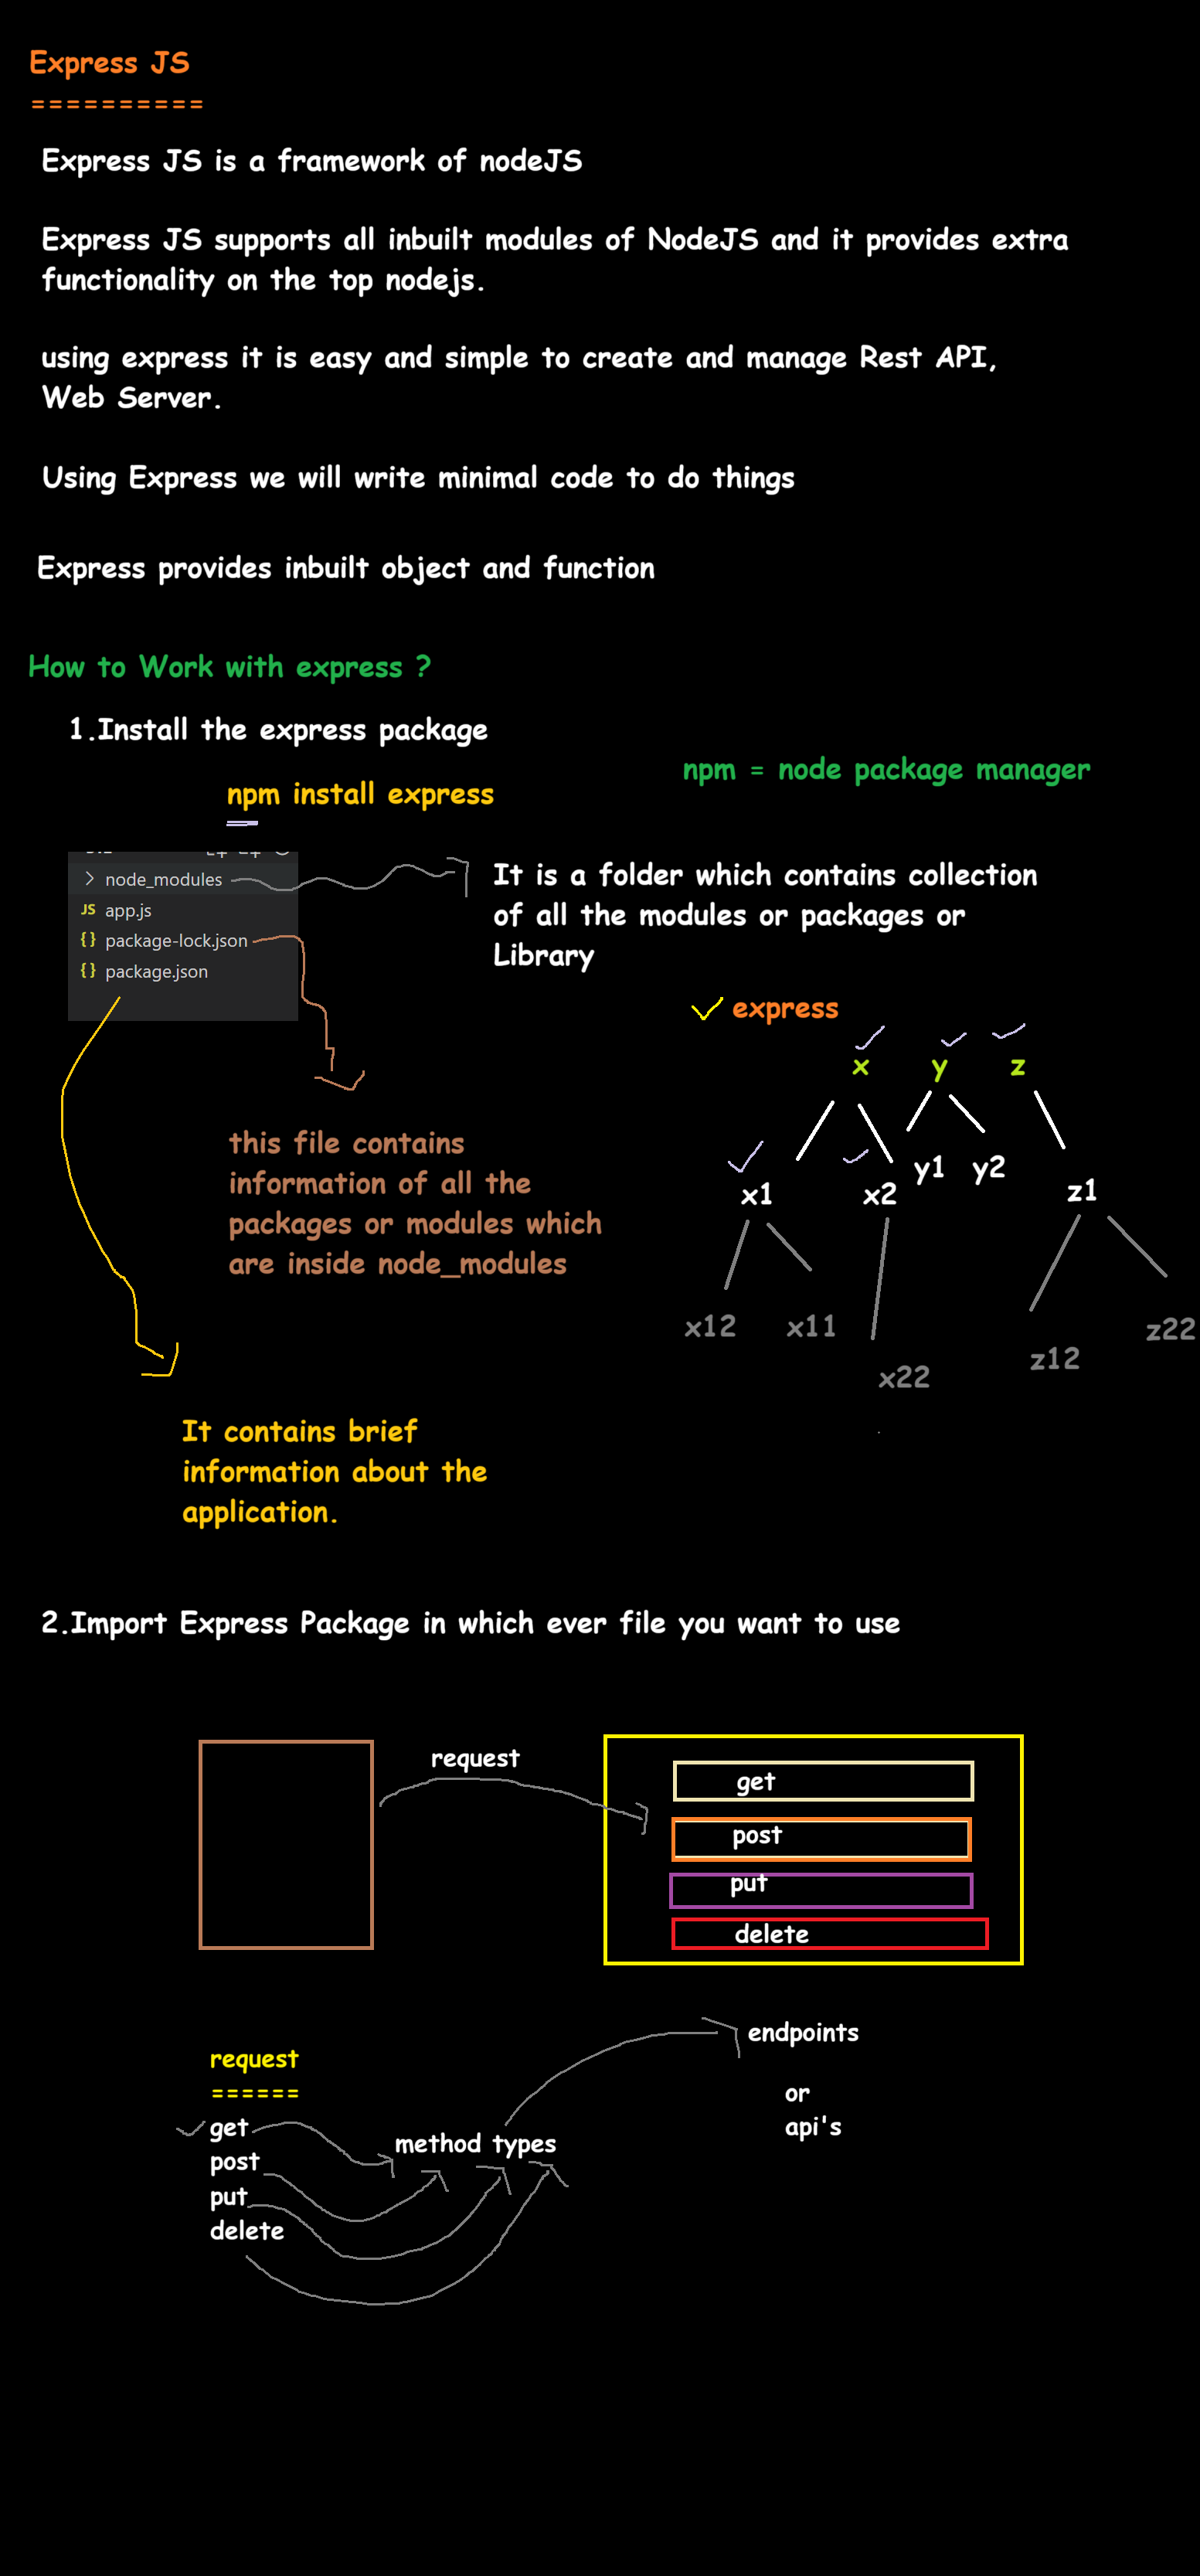 Express JS
==========
Express JS is a framework of nodeJS
Express JS supports all inbuilt modules of NodeJS and it provides extra
functionality on the top nodejs.
using express it is easy and simple to create and manage Rest API,
Web Server.
Using Express we will write minimal code to do things
Express provides inbuilt object and function
How to Work with express ?
1.Install the express package
npm = node package manager
npm install express
node_modules
JS app.js
{} package-lock.json
{} package.json
It is a folder which contains collection
of all the modules or packages or
Library
express
x y z
x1 x2 y1 y2 z1
x12 x11 x22 z12 z22
this file contains
information of all the
packages or modules which
are inside node_modules
It contains brief
information about the
application.
2.Import Express Package in which ever file you want to use
request
get
post
put
delete
request
======
get
post
put
delete
method types
endpoints
or
api's